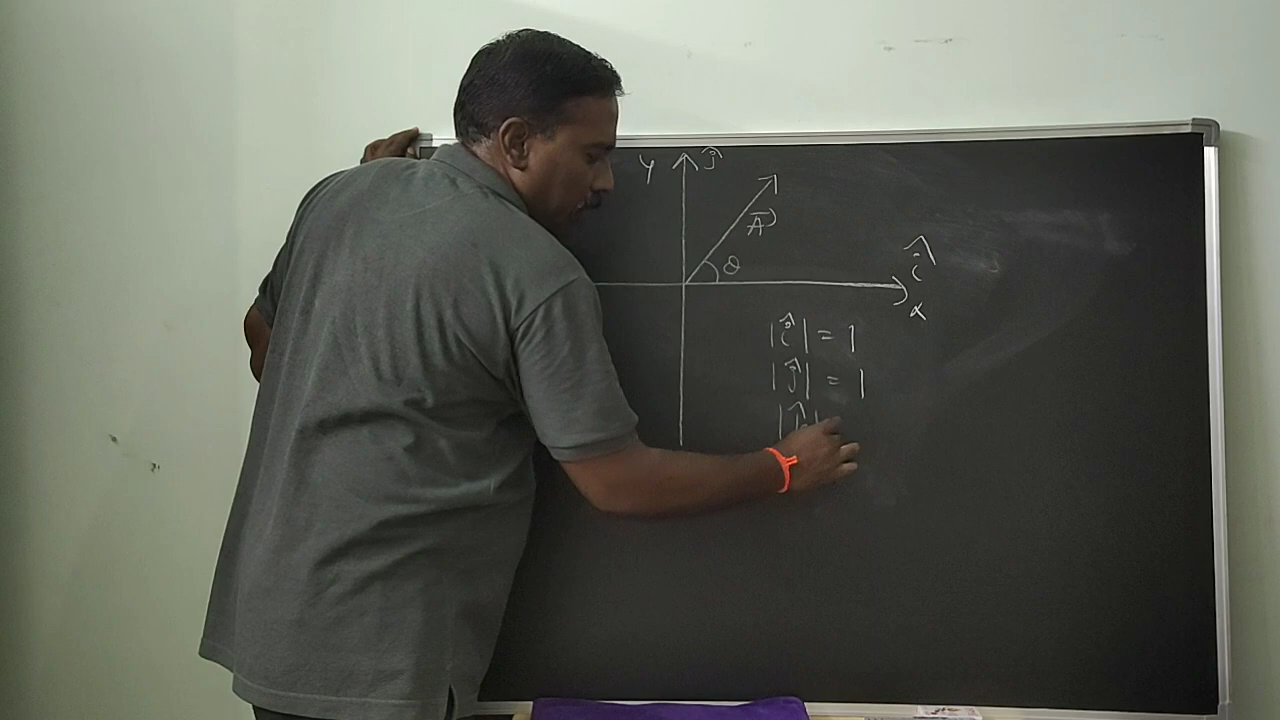 y ĵ
A⃗
θ
î
x
|î| = 1
|ĵ| = 1